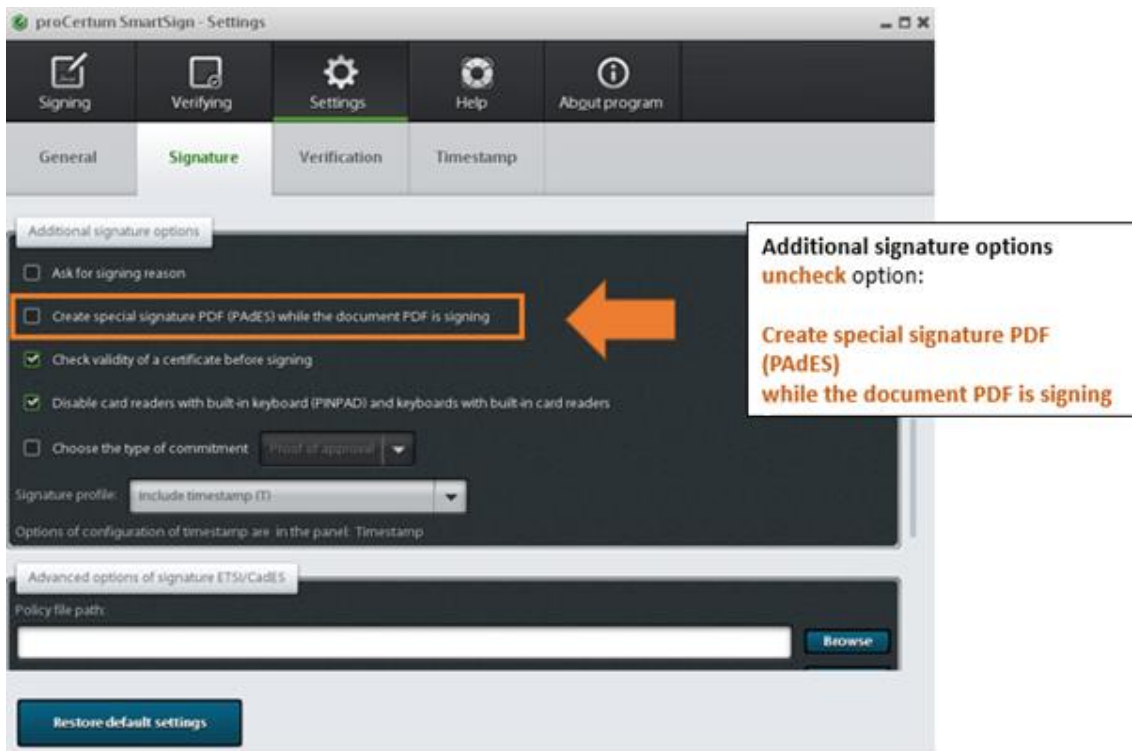 proCertum SmartSign - Settings
Signing
Verifying
Settings
Help
About program
General
Signature
Verification
Timestamp
Additional signature options
Ask for signing reason
Create special signature PDF (PAdES) while the document PDF is signing
Check validity of a certificate before signing
Disable card readers with built-in keyboard (PINPAD) and keyboards with built-in card readers
Choose the type of commitment Proof of approval
Signature profile: include timestamp (T)
Options of configuration of timestamp are in the panel: Timestamp
Advanced options of signature ETSI/CadES
Policy file path:
Browse
Restore default settings
Additional signature options
uncheck option:
Create special signature PDF
(PAdES)
while the document PDF is signing